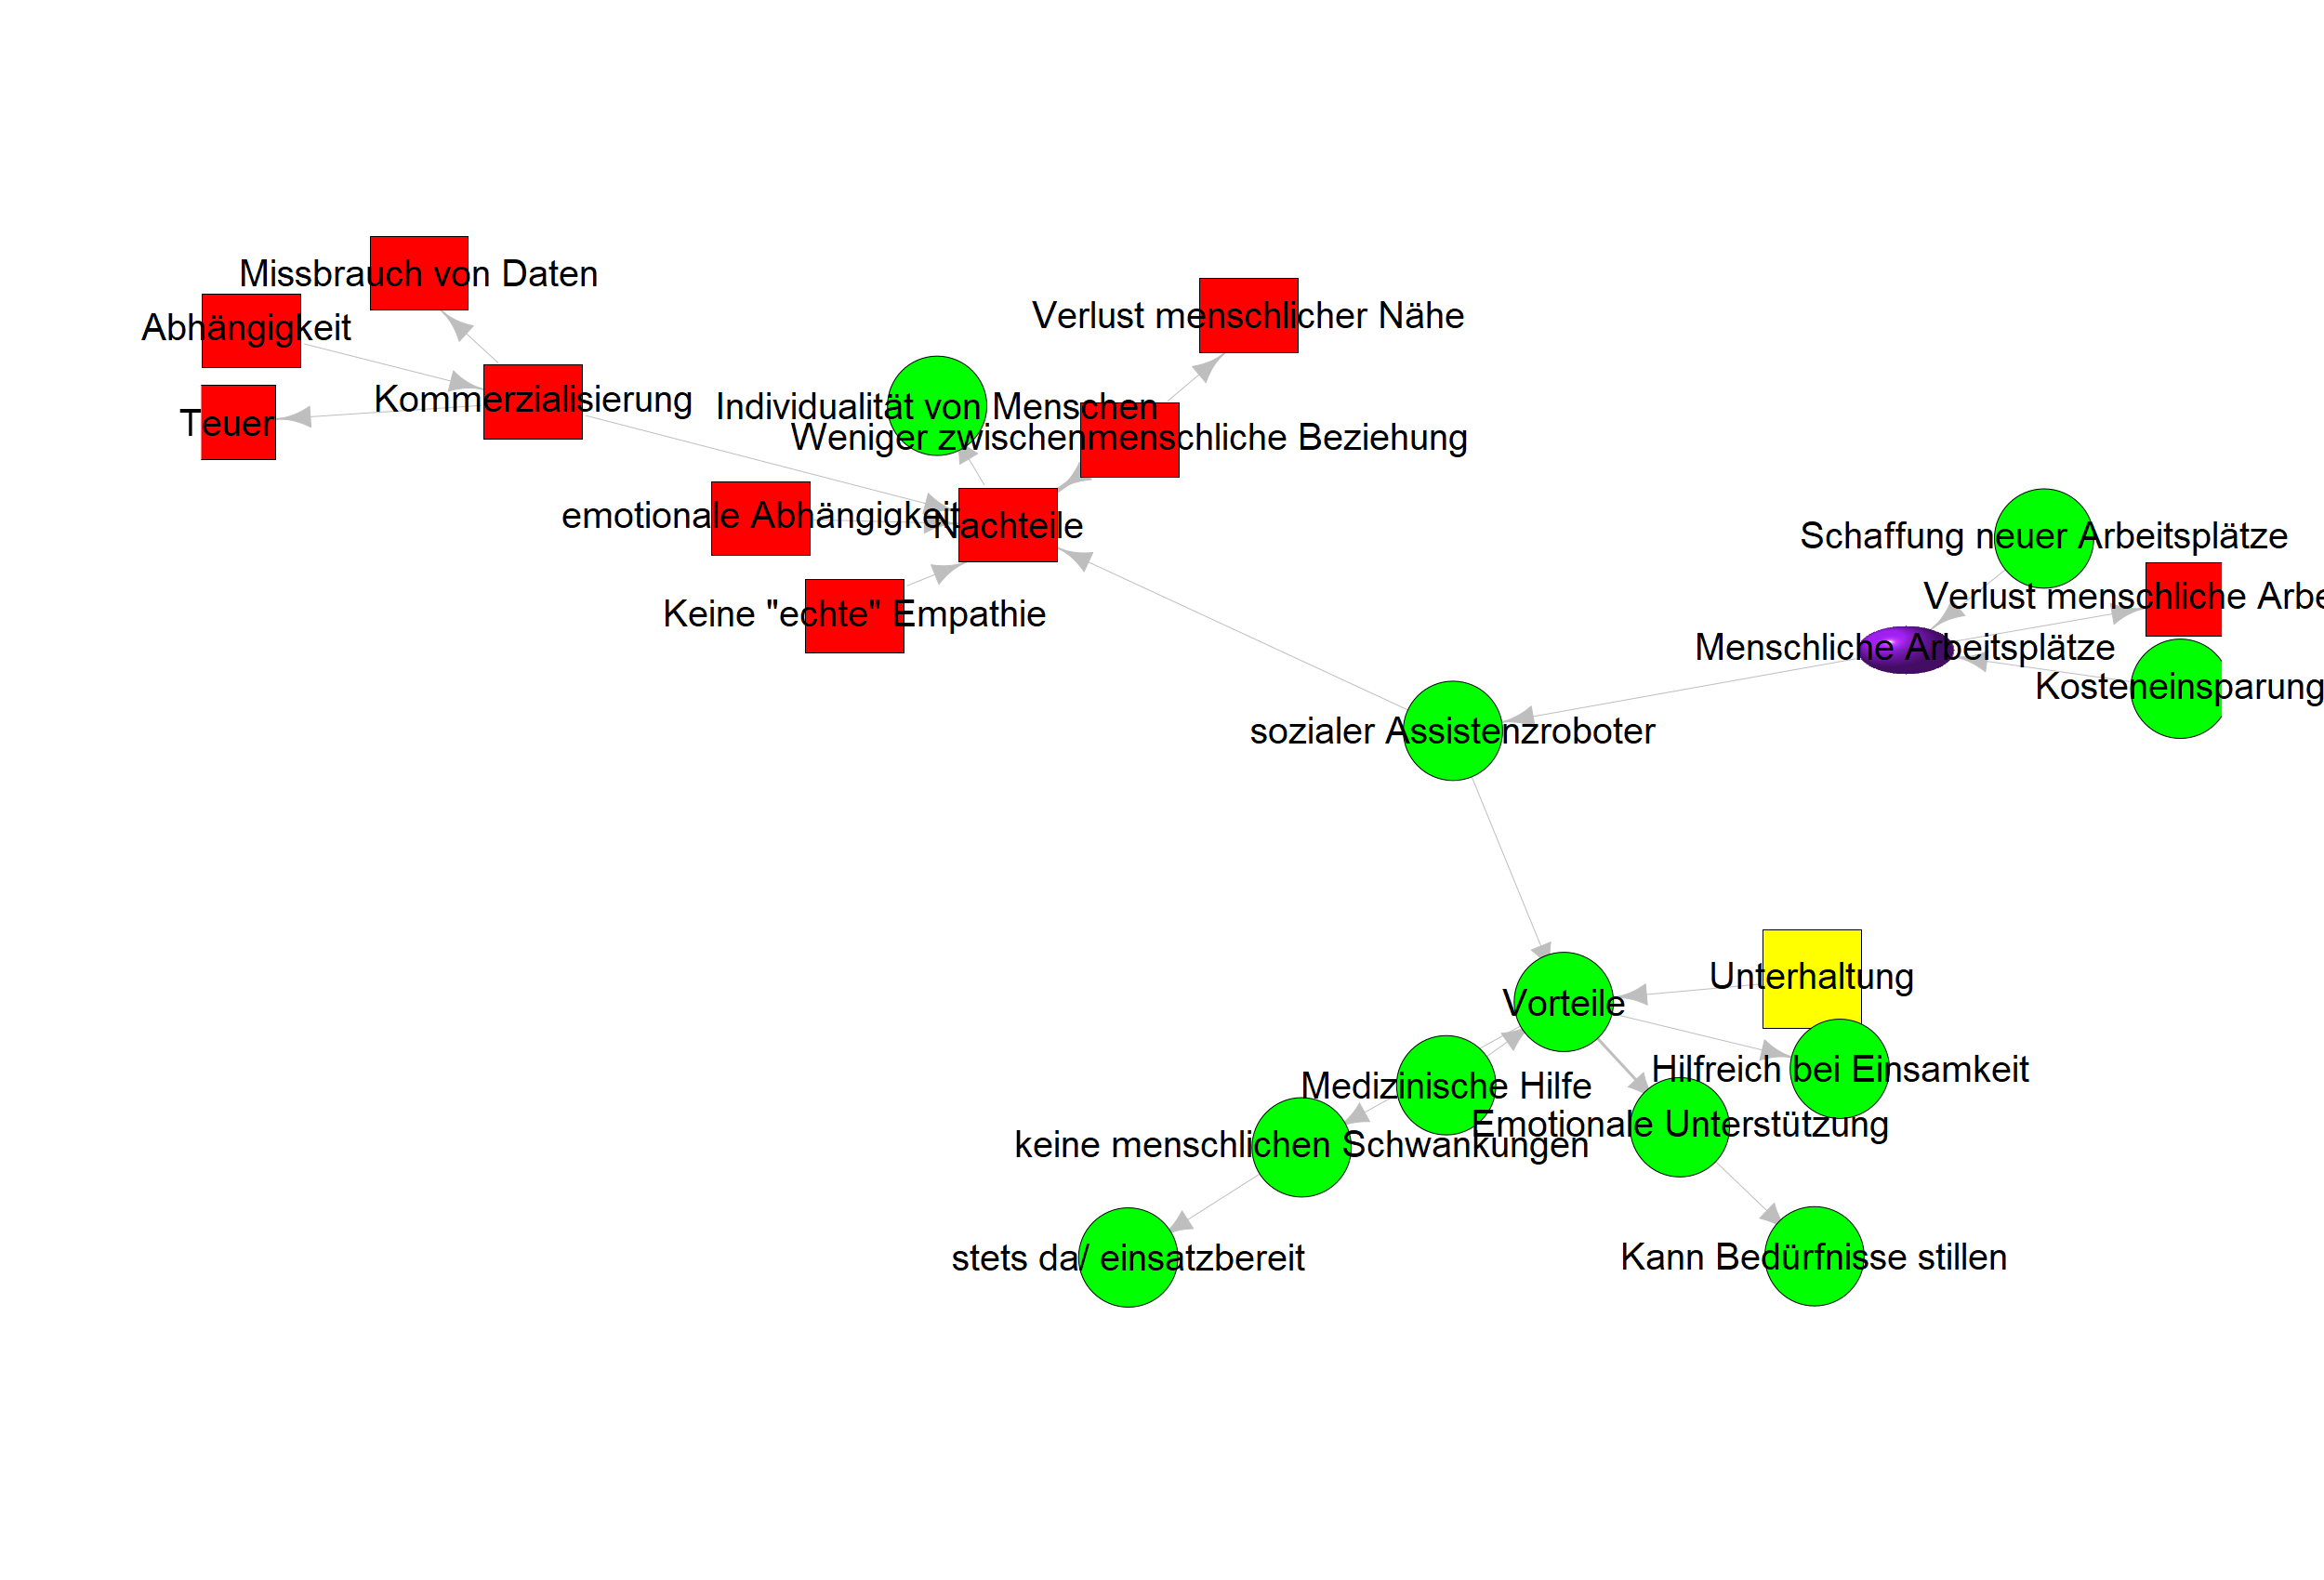 Missbrauch von Daten
Abhängigkeit
Verlust menschlicher Nähe
Kommerzialisierung
Teuer
Individualität von Menschen
Weniger zwischenmenschliche Beziehung
emotionale Abhängigkeit
Nachteile
Schaffung neuer Arbeitsplätze
Verlust menschliche Arbe
Keine "echte" Empathie
Menschliche Arbeitsplätze
Kosteneinsparung
sozialer Assistenzroboter
Unterhaltung
Vorteile
Hilfreich bei Einsamkeit
Medizinische Hilfe
Emotionale Unterstützung
keine menschlichen Schwankungen
stets da/ einsatzbereit
Kann Bedürfnisse stillen